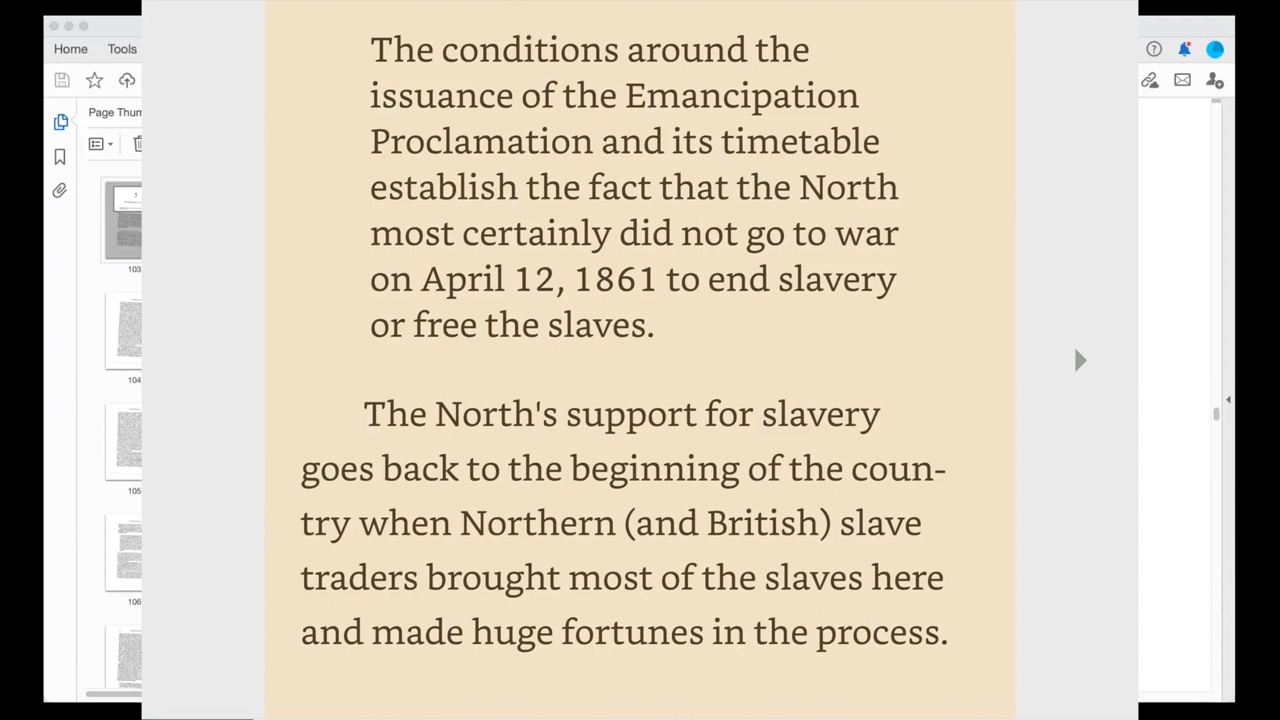 Home Tools
Page Thum
103
104
105
106
The conditions around the
issuance of the Emancipation
Proclamation and its timetable
establish the fact that the North
most certainly did not go to war
on April 12, 1861 to end slavery
or free the slaves.
The North's support for slavery
goes back to the beginning of the coun-
try when Northern (and British) slave
traders brought most of the slaves here
and made huge fortunes in the process.